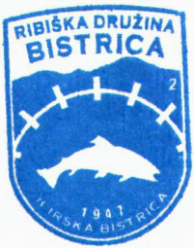 RIBIŠKA DRUŽINA
BISTRICA
2
1947
ILIRSKA BISTRICA